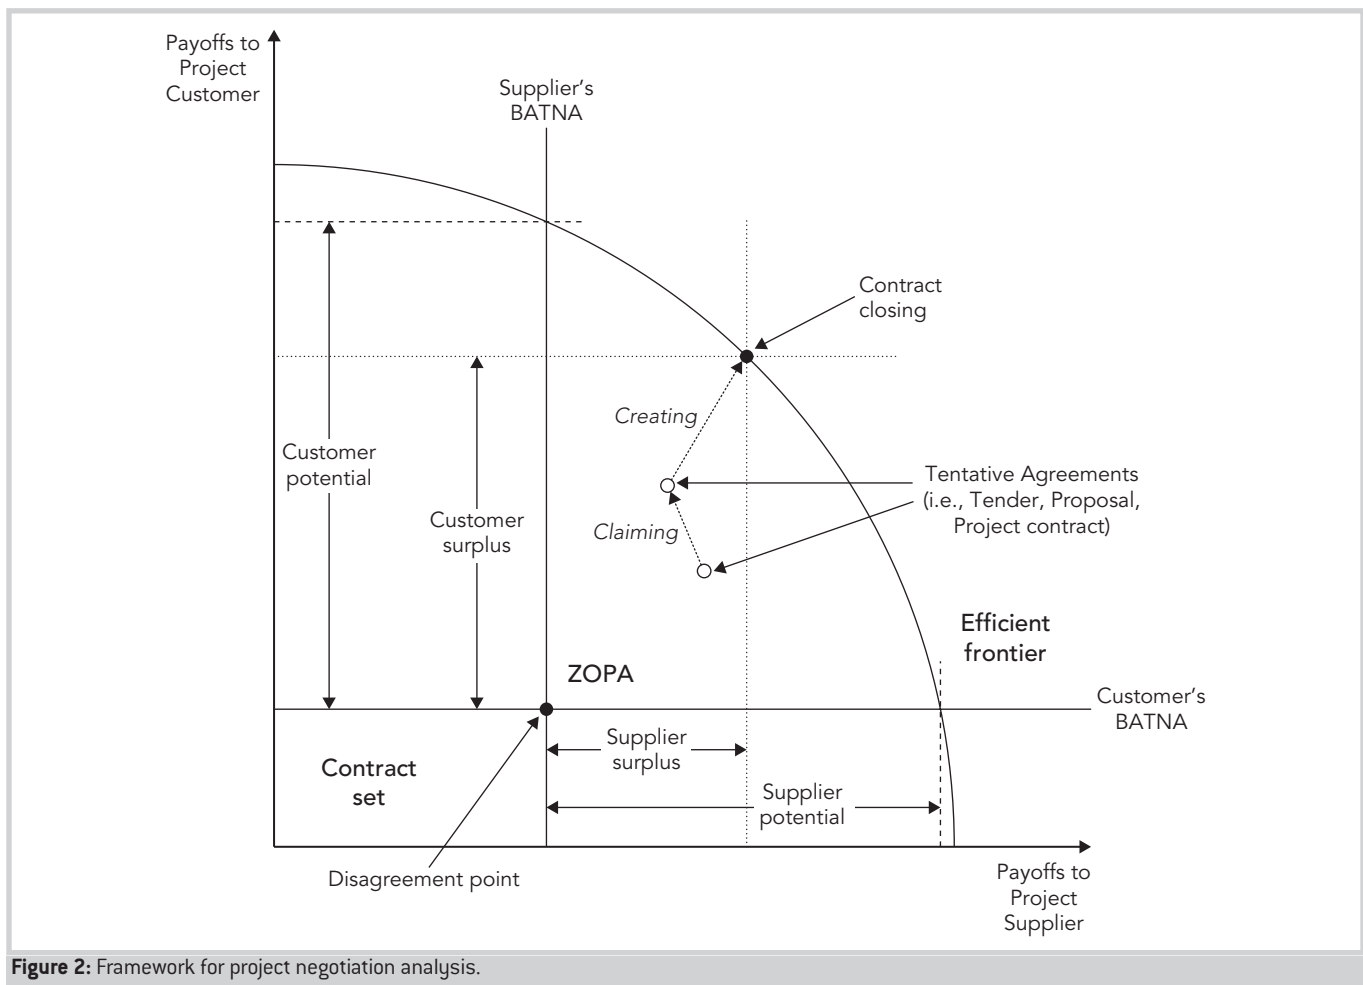 Payoffs to
Project
Customer
Supplier's
BATNA
Contract
closing
Creating
Customer
potential
Tentative Agreements
(i.e., Tender, Proposal,
Project contract)
Customer
surplus
Claiming
Efficient
frontier
ZOPA
Customer's
BATNA
Supplier
surplus
Contract
set
Supplier
potential
Disagreement point
Payoffs to
Project
Supplier
Figure 2: Framework for project negotiation analysis.